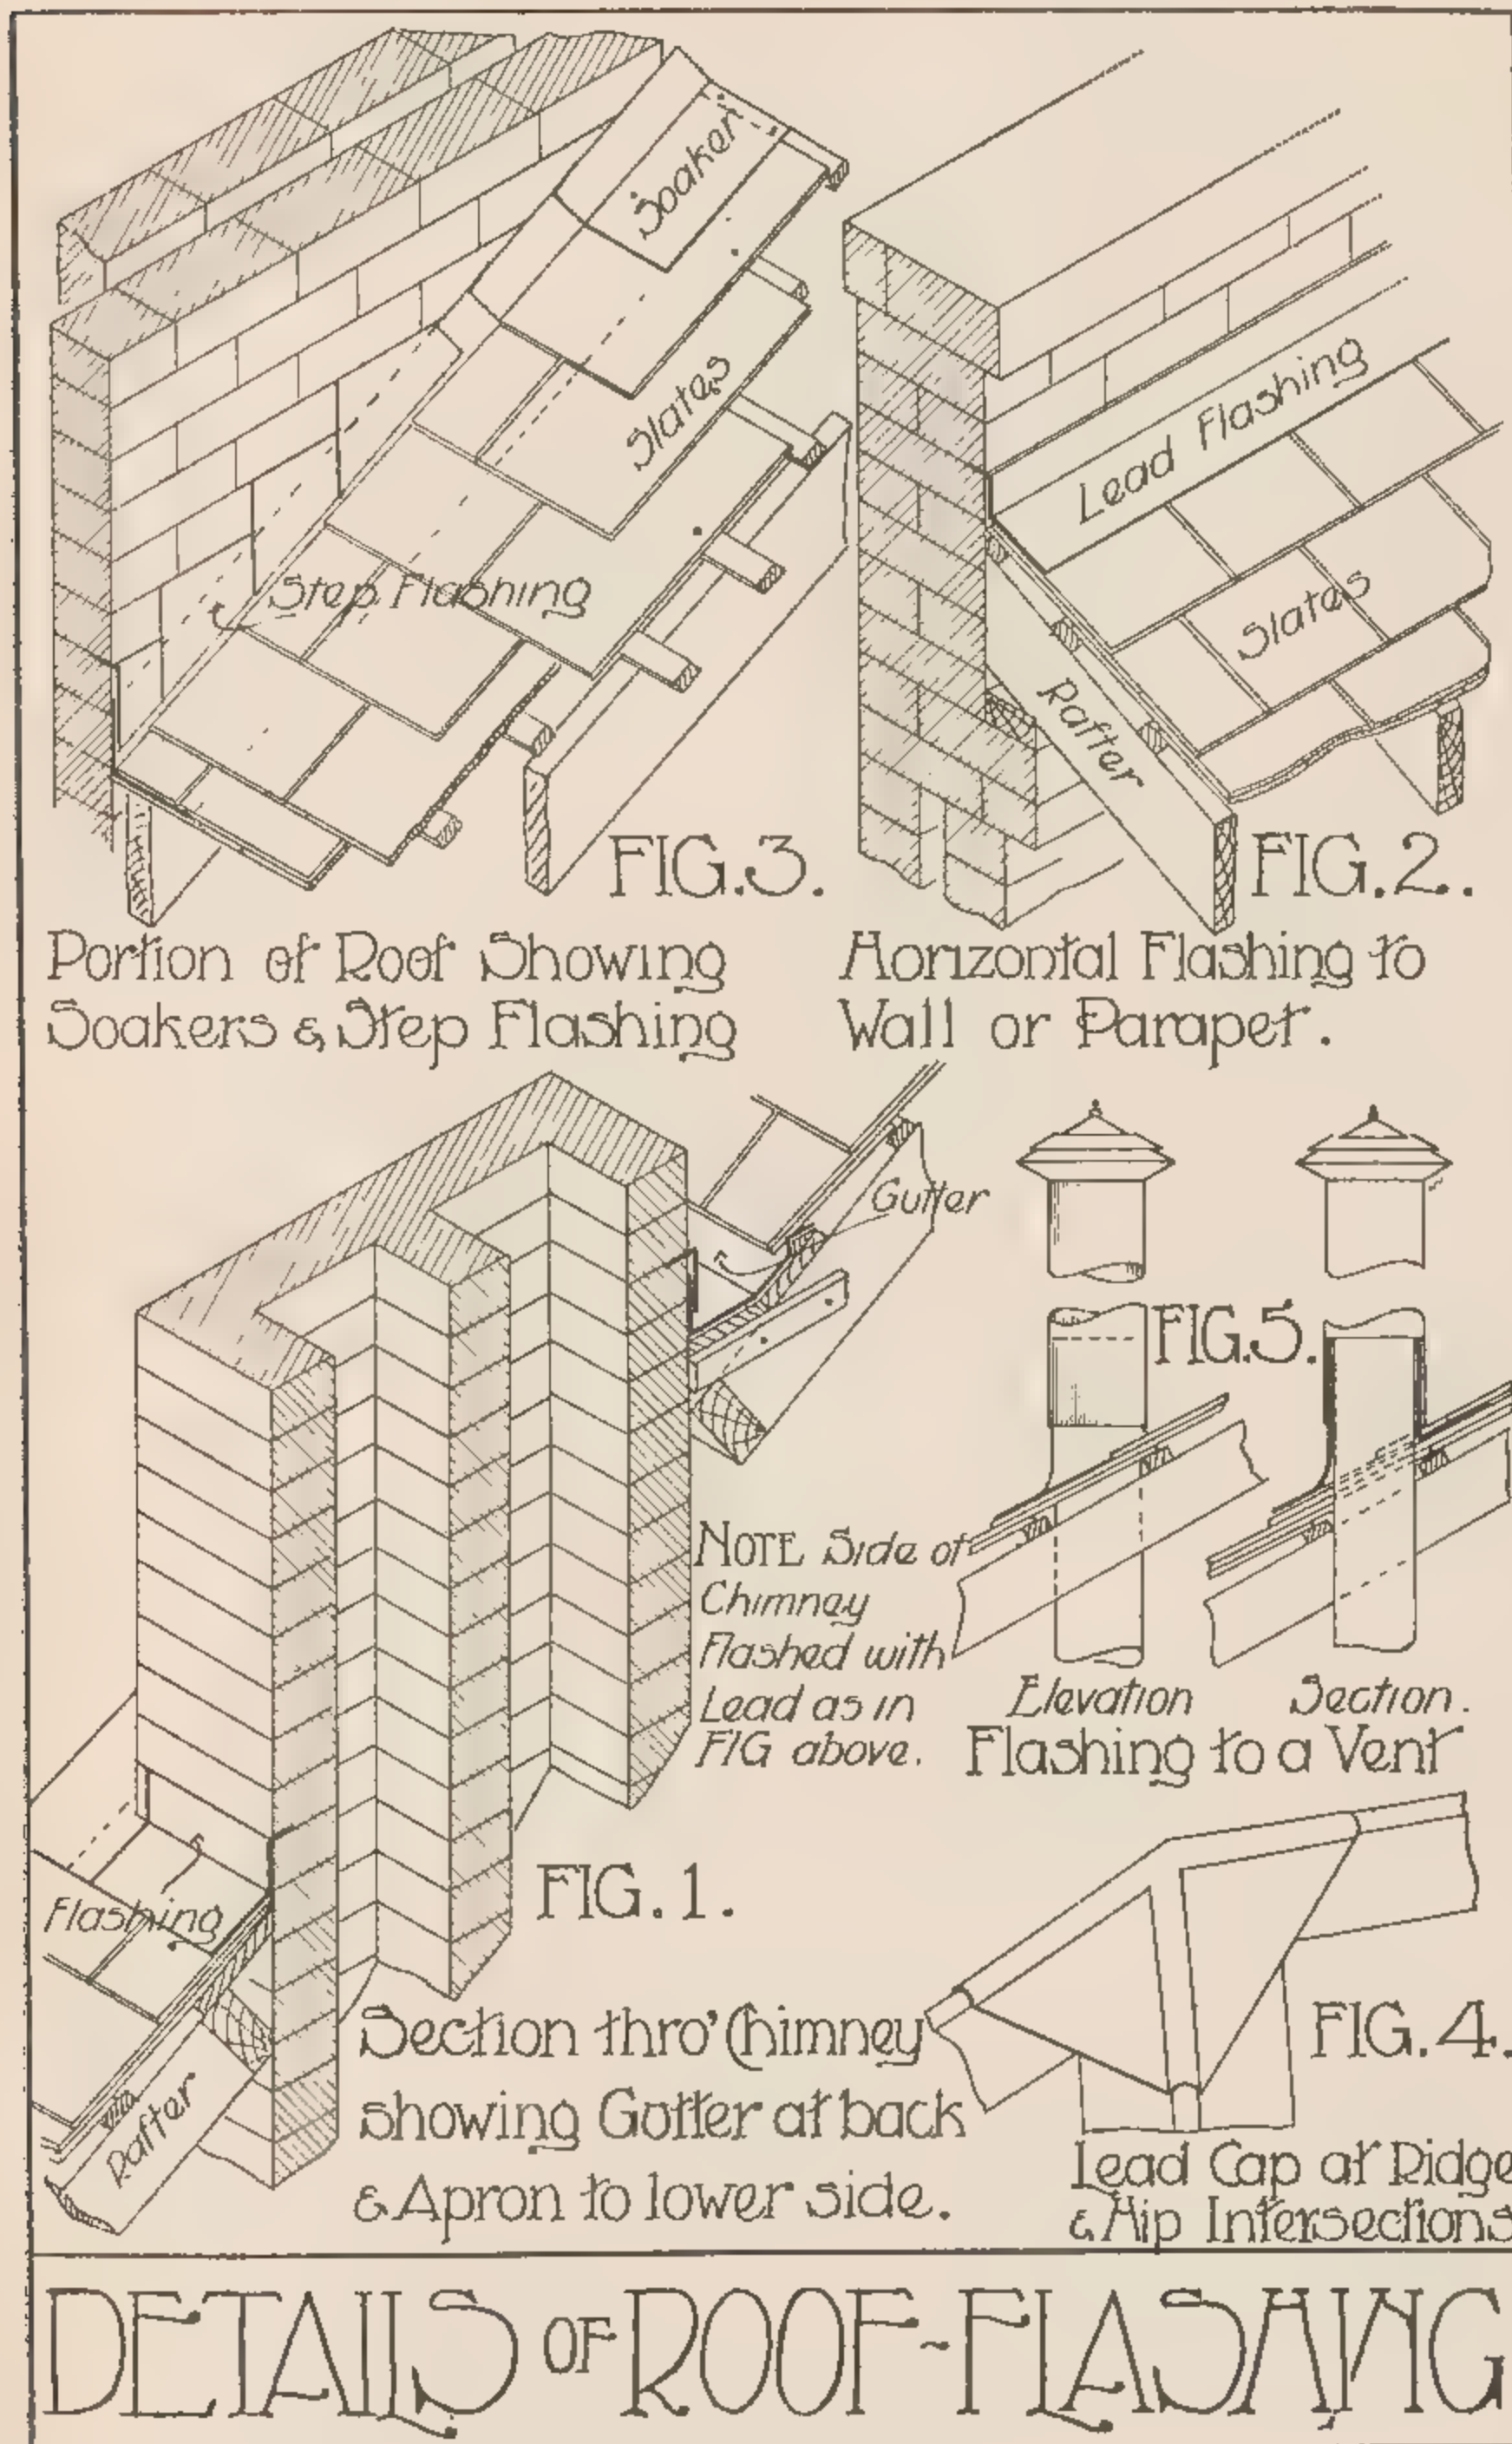 Soaker
Slates
Step Flashing
FIG.3.
Portion of Roof Showing
Soakers & Step Flashing
Lead Flashing
Slates
Rafter
FIG.2.
Horizontal Flashing to
Wall or Parapet.
Gutter
NOTE Side of
Chimney
Flashed with
Lead as in
FIG above.
Flashing
Rafter
FIG.1.
Section thro' Chimney
showing Gutter at back
& Apron to lower side.
FIG.5.
Elevation
Section.
Flashing to a Vent
FIG.4.
Lead Cap at Ridge
& Hip Intersections
DETAILS OF ROOF-FLASHING